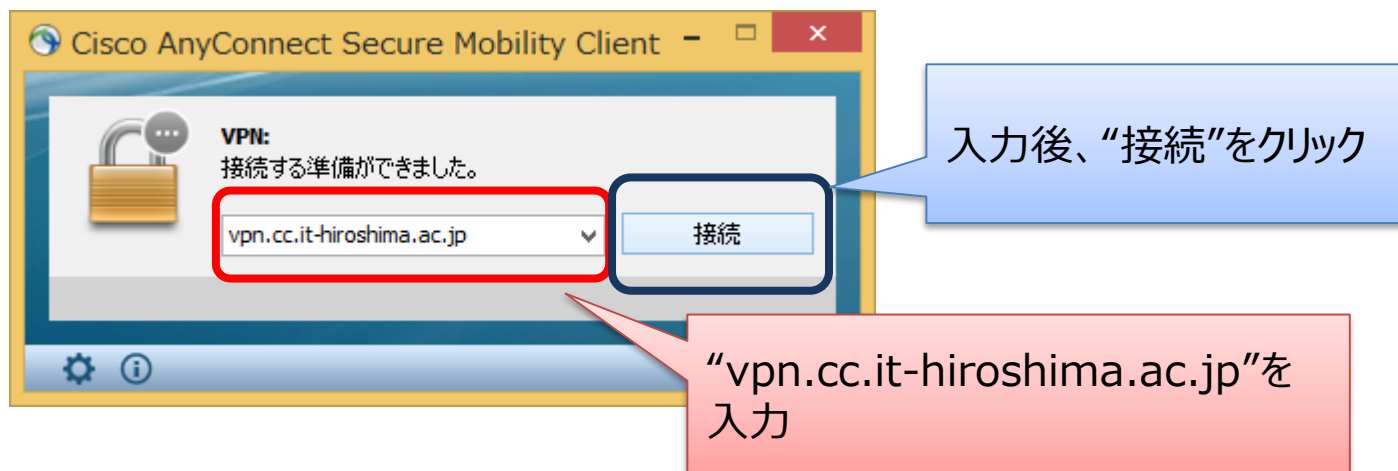 Cisco AnyConnect Secure Mobility Client
VPN:
接続する準備ができました。
vpn.cc.it-hiroshima.ac.jp
接続
入力後、“接続”をクリック
“vpn.cc.it-hiroshima.ac.jp”を
入力